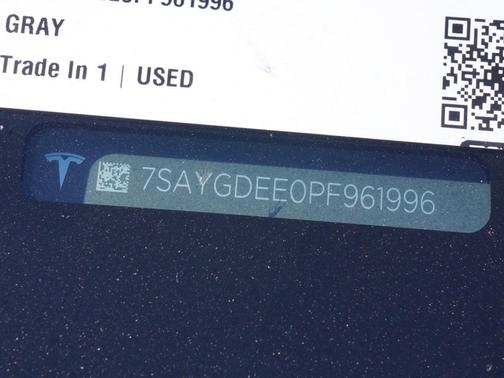 GRAY
Trade In 1 | USED
7SAYGDEE0PF961996